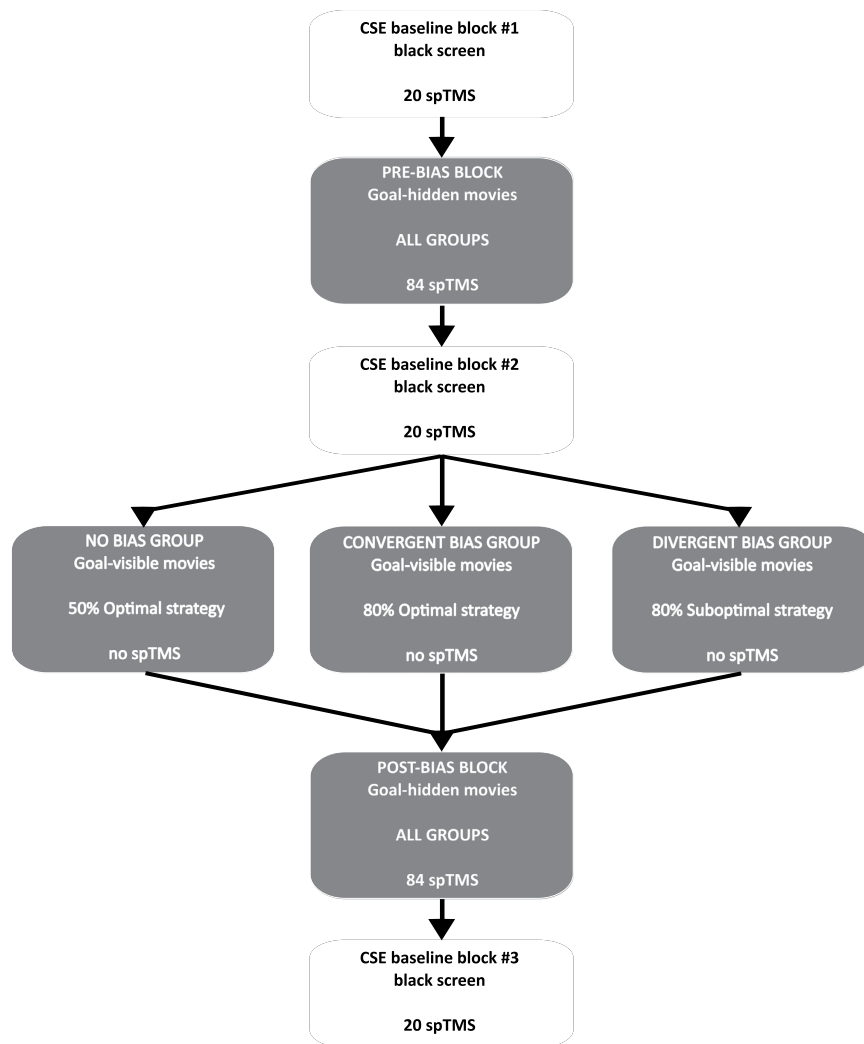 CSE baseline block #1
black screen
20 spTMS
PRE-BIAS BLOCK
Goal-hidden movies
ALL GROUPS
84 spTMS
CSE baseline block #2
black screen
20 spTMS
NO BIAS GROUP
Goal-visible movies
50% Optimal strategy
no spTMS
CONVERGENT BIAS GROUP
Goal-visible movies
80% Optimal strategy
no spTMS
DIVERGENT BIAS GROUP
Goal-visible movies
80% Suboptimal strategy
no spTMS
POST-BIAS BLOCK
Goal-hidden movies
ALL GROUPS
84 spTMS
CSE baseline block #3
black screen
20 spTMS